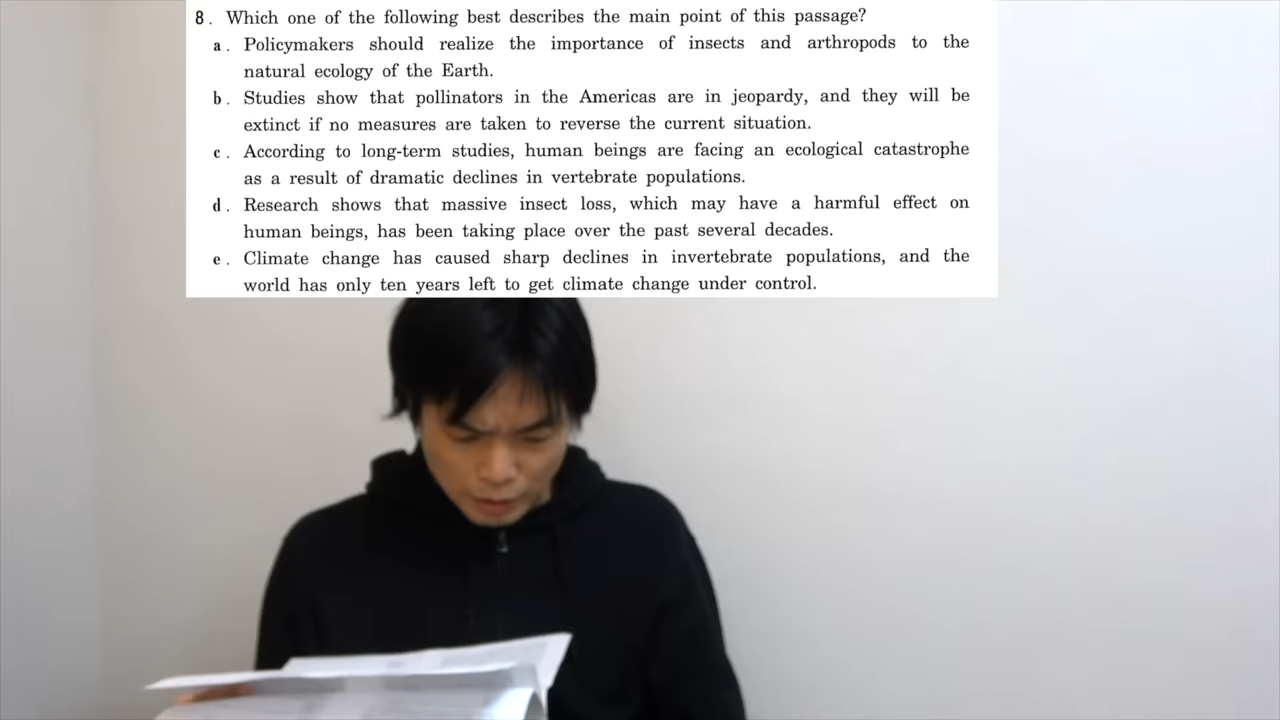 8. Which one of the following best describes the main point of this passage?
a. Policymakers should realize the importance of insects and arthropods to the
natural ecology of the Earth.
b. Studies show that pollinators in the Americas are in jeopardy, and they will be
extinct if no measures are taken to reverse the current situation.
c. According to long-term studies, human beings are facing an ecological catastrophe
as a result of dramatic declines in vertebrate populations.
d. Research shows that massive insect loss, which may have a harmful effect on
human beings, has been taking place over the past several decades.
e. Climate change has caused sharp declines in invertebrate populations, and the
world has only ten years left to get climate change under control.